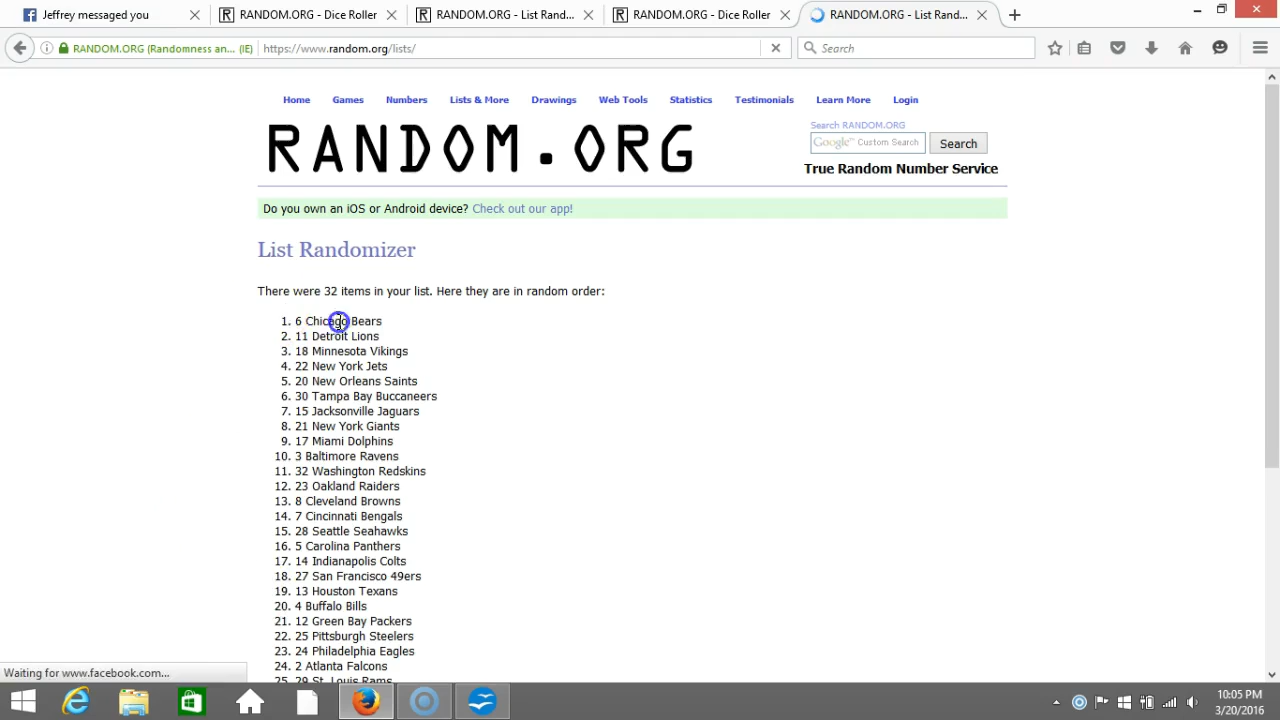 Jeffrey messaged you
RANDOM.ORG - Dice Roller
RANDOM.ORG - List Rand...
RANDOM.ORG - Dice Roller
RANDOM.ORG - List Rand...
RANDOM.ORG (Randomness an... (IE)
https://www.random.org/lists/
Search
Home Games Numbers Lists & More Drawings Web Tools Statistics Testimonials Learn More Login
RANDOM.ORG
Search RANDOM.ORG
Google™ Custom Search
Search
True Random Number Service
Do you own an iOS or Android device? Check out our app!
List Randomizer
There were 32 items in your list. Here they are in random order:
1. 6 Chicago Bears
2. 11 Detroit Lions
3. 18 Minnesota Vikings
4. 22 New York Jets
5. 20 New Orleans Saints
6. 30 Tampa Bay Buccaneers
7. 15 Jacksonville Jaguars
8. 21 New York Giants
9. 17 Miami Dolphins
10. 3 Baltimore Ravens
11. 32 Washington Redskins
12. 23 Oakland Raiders
13. 8 Cleveland Browns
14. 7 Cincinnati Bengals
15. 28 Seattle Seahawks
16. 5 Carolina Panthers
17. 14 Indianapolis Colts
18. 27 San Francisco 49ers
19. 13 Houston Texans
20. 4 Buffalo Bills
21. 12 Green Bay Packers
22. 25 Pittsburgh Steelers
23. 24 Philadelphia Eagles
24. 2 Atlanta Falcons
25. 29 St. Louis Rams
Waiting for www.facebook.com...
10:05 PM
3/20/2016